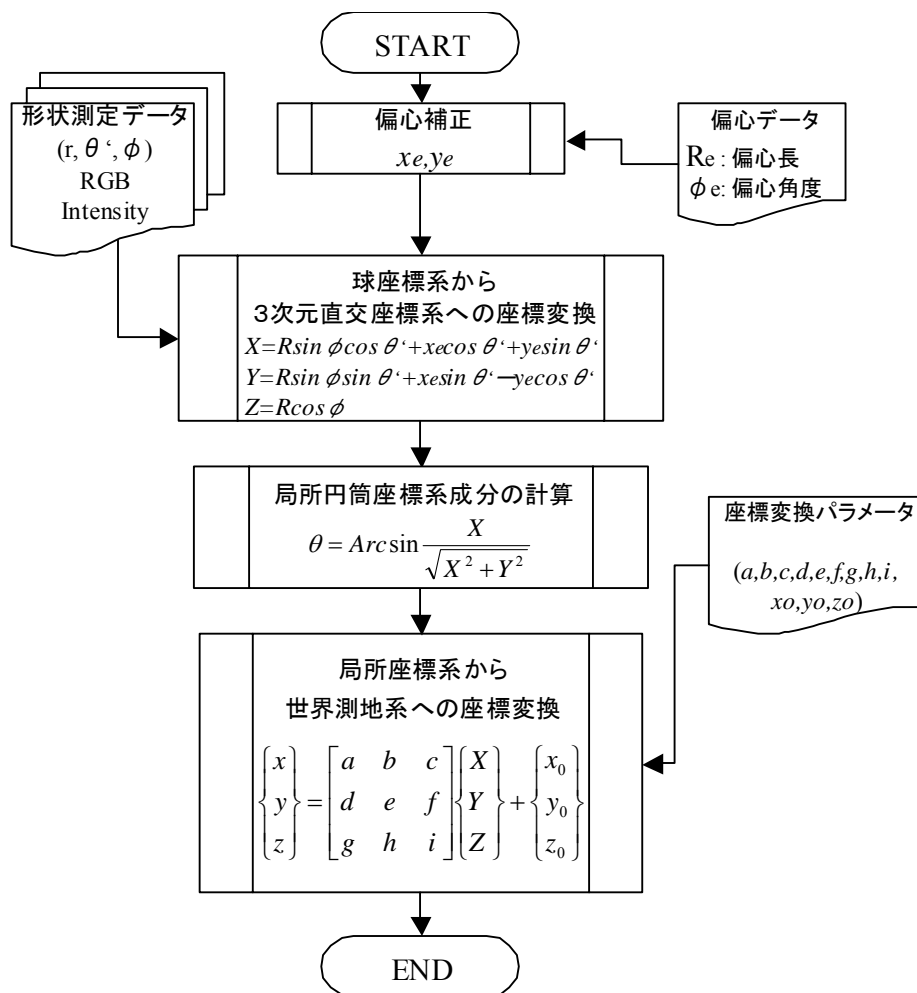 START
形状測定データ
(r, θ‘, φ)
RGB
Intensity
偏心補正
xe,ye
偏心データ
Re : 偏心長
φe: 偏心角度
球座標系から
3次元直交座標系への座標変換
X=Rsin φcos θ‘+xecos θ‘+yesin θ‘
Y=Rsin φsin θ‘+xesin θ‘−yecos θ‘
Z=Rcos φ
局所円筒座標系成分の計算
θ = Arcsin X / √(X² + Y²)
座標変換パラメータ
(a,b,c,d,e,f,g,h,i,
xo,yo,zo)
局所座標系から
世界測地系への座標変換
{x} = [a b c] {X} + {x₀}
{y} [d e f] {Y} {y₀}
{z} [g h i] {Z} {z₀}
END